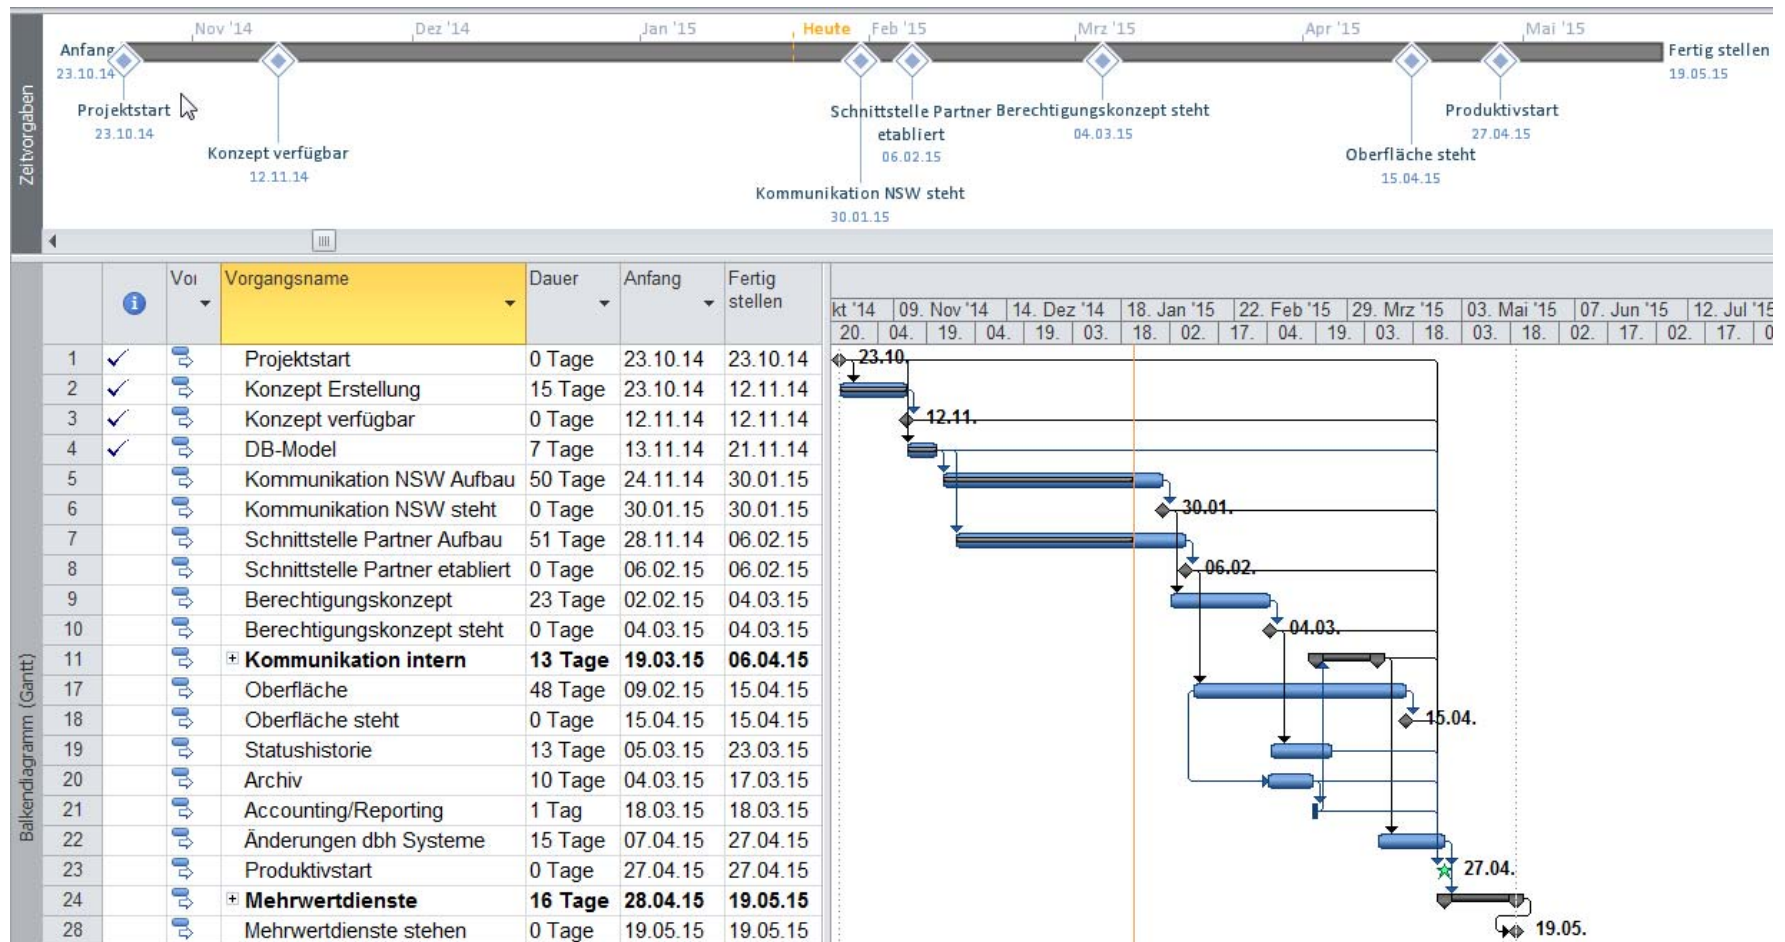 Nov '14 Dez '14 Jan '15 Heute Feb '15 Mrz '15 Apr '15 Mai '15
Anfang
23.10.14
Fertig stellen
19.05.15
Projektstart
23.10.14
Konzept verfügbar
12.11.14
Kommunikation NSW steht
30.01.15
Schnittstelle Partner
etabliert
06.02.15
Berechtigungskonzept steht
04.03.15
Oberfläche steht
15.04.15
Produktivstart
27.04.15
Zeitvorgaben
Vor Vorgangsname Dauer Anfang Fertig
stellen
kt '14 09. Nov '14 14. Dez '14 18. Jan '15 22. Feb '15 29. Mrz '15 03. Mai '15 07. Jun '15 12. Jul '15
20. 04. 19. 04. 19. 03. 18. 02. 17. 04. 19. 03. 18. 03. 18. 02. 17. 02. 17. 0
1 Projektstart 0 Tage 23.10.14 23.10.14 23.10.
2 Konzept Erstellung 15 Tage 23.10.14 12.11.14
3 Konzept verfügbar 0 Tage 12.11.14 12.11.14 12.11.
4 DB-Model 7 Tage 13.11.14 21.11.14
5 Kommunikation NSW Aufbau 50 Tage 24.11.14 30.01.15
6 Kommunikation NSW steht 0 Tage 30.01.15 30.01.15 30.01.
7 Schnittstelle Partner Aufbau 51 Tage 28.11.14 06.02.15
8 Schnittstelle Partner etabliert 0 Tage 06.02.15 06.02.15 06.02.
9 Berechtigungskonzept 23 Tage 02.02.15 04.03.15
10 Berechtigungskonzept steht 0 Tage 04.03.15 04.03.15 04.03.
11 Kommunikation intern 13 Tage 19.03.15 06.04.15
17 Oberfläche 48 Tage 09.02.15 15.04.15
18 Oberfläche steht 0 Tage 15.04.15 15.04.15 15.04.
19 Statushistorie 13 Tage 05.03.15 23.03.15
20 Archiv 10 Tage 04.03.15 17.03.15
21 Accounting/Reporting 1 Tag 18.03.15 18.03.15
22 Änderungen dbh Systeme 15 Tage 07.04.15 27.04.15
23 Produktivstart 0 Tage 27.04.15 27.04.15 27.04.
24 Mehrwertdienste 16 Tage 28.04.15 19.05.15
28 Mehrwertdienste stehen 0 Tage 19.05.15 19.05.15 19.05.
Balkendiagramm (Gantt)